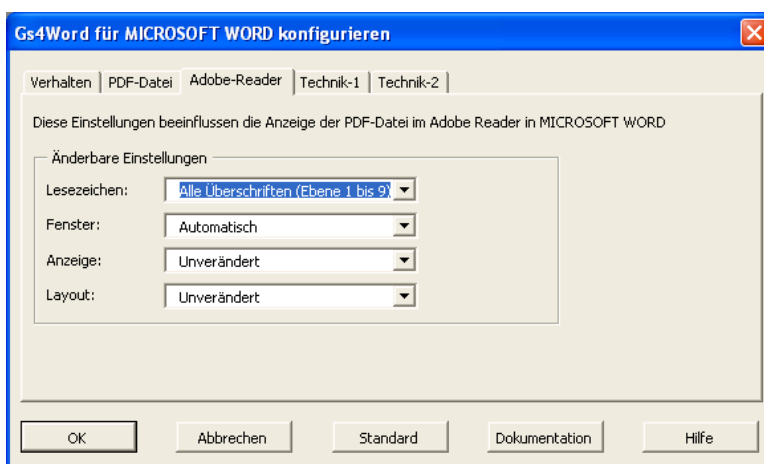 Gs4Word für MICROSOFT WORD konfigurieren
Verhalten PDF-Datei Adobe-Reader Technik-1 Technik-2
Diese Einstellungen beeinflussen die Anzeige der PDF-Datei im Adobe Reader in MICROSOFT WORD
Änderbare Einstellungen
Lesezeichen: Alle Überschriften (Ebene 1 bis 9)
Fenster: Automatisch
Anzeige: Unverändert
Layout: Unverändert
OK Abbrechen Standard Dokumentation Hilfe